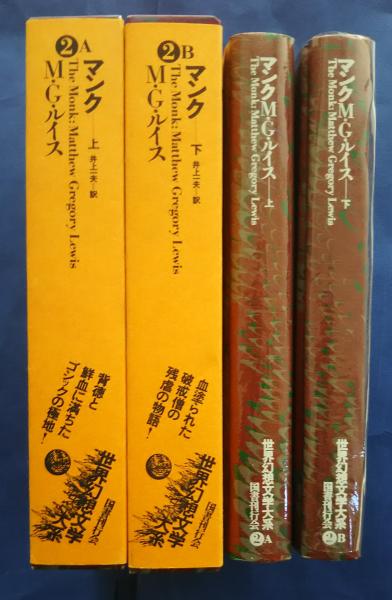 2A
マンク——上 井上一夫=訳
The Monk: Matthew Gregory Lewis
M・G・ルイス
背徳と
鮮血に満ちた
ゴシックの極地!
世界幻想文学
大系
国書刊行会
2B
マンク——下 井上一夫=訳
The Monk: Matthew Gregory Lewis
M・G・ルイス
血塗られた
破戒僧の
残虐の物語!
世界幻想文学
大系
国書刊行会
マンク M・G・ルイス——上
The Monk: Matthew Gregory Lewis
世界幻想文学大系
国書刊行会
2A
マンク M・G・ルイス——下
The Monk: Matthew Gregory Lewis
世界幻想文学大系
国書刊行会
2B